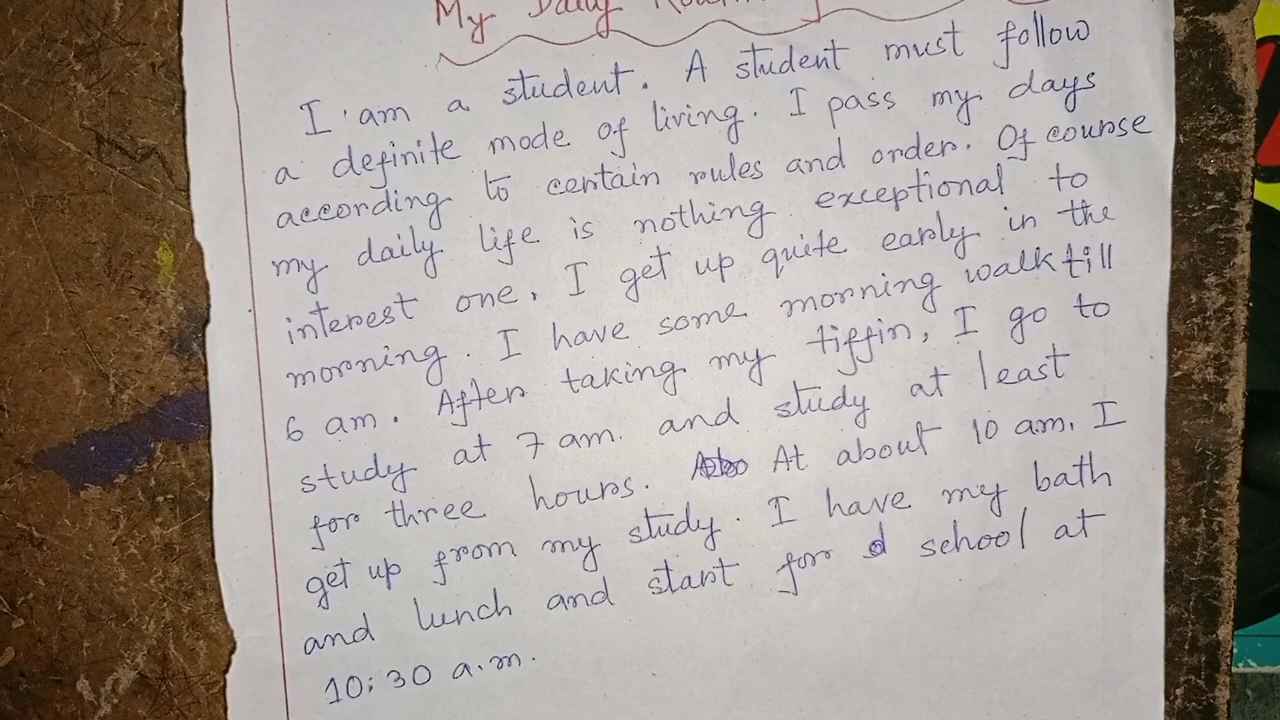 My Daily Routine
I am a student. A student must follow
a definite mode of living. I pass my days
according to certain rules and order. Of course
my daily life is nothing exceptional to
interest one. I get up quite early in the
morning. I have some morning walk till
6 am. After taking my tiffin, I go to
study at 7 am. and study at least
for three hours. At about 10 am. I
get up from my study. I have my bath
and lunch and start for school at
10:30 a.m.